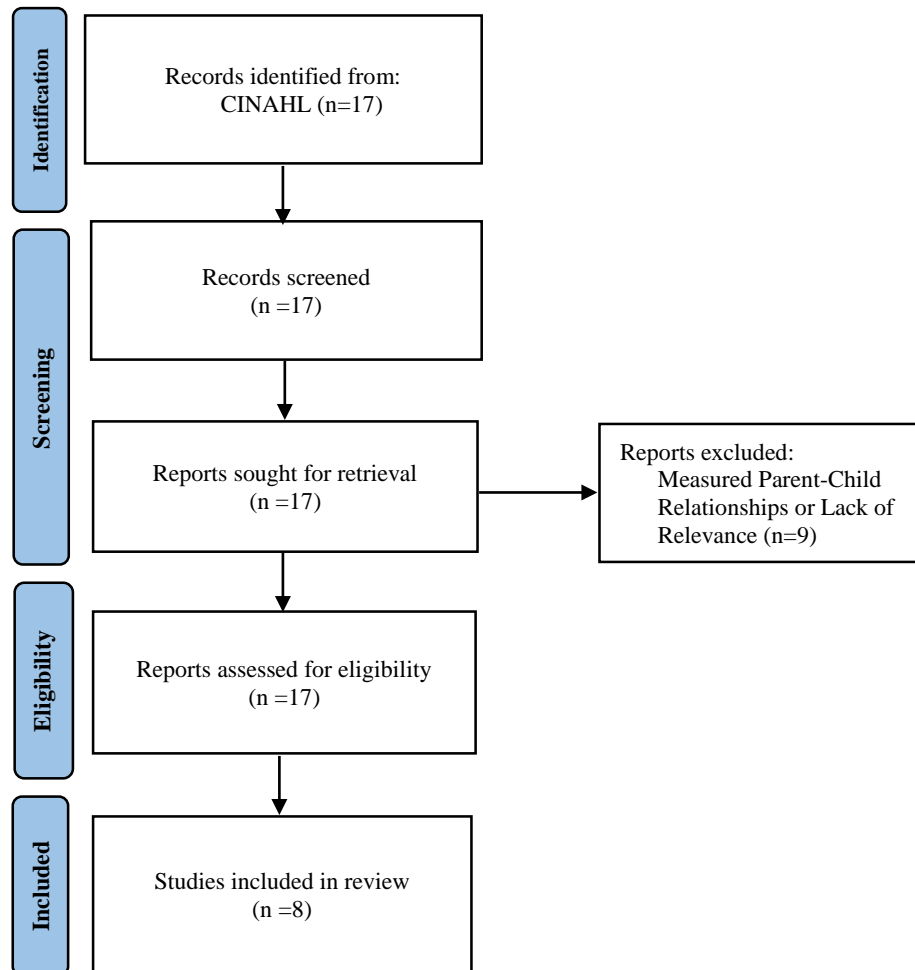 Identification
Records identified from:
CINAHL (n=17)
Screening
Records screened
(n =17)
Reports sought for retrieval
(n =17)
Reports excluded:
Measured Parent-Child
Relationships or Lack of
Relevance (n=9)
Eligibility
Reports assessed for eligibility
(n =17)
Included
Studies included in review
(n =8)